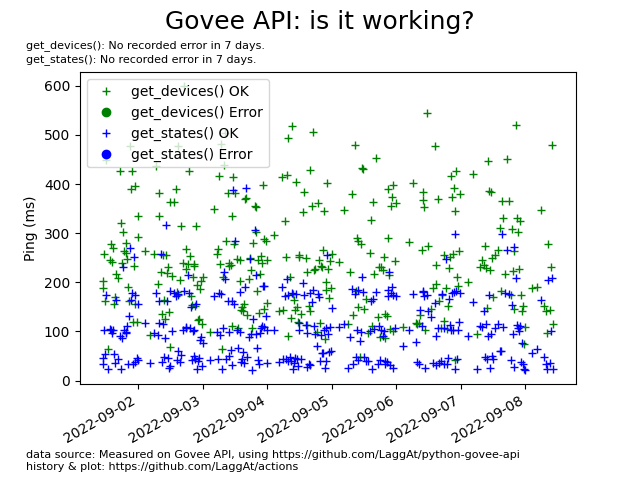 Govee API: is it working?
get_devices(): No recorded error in 7 days.
get_states(): No recorded error in 7 days.
get_devices() OK
get_devices() Error
get_states() OK
get_states() Error
Ping (ms)
600
500
400
300
200
100
0
2022-09-02
2022-09-03
2022-09-04
2022-09-05
2022-09-06
2022-09-07
2022-09-08
data source: Measured on Govee API, using https://github.com/LaggAt/python-govee-api
history & plot: https://github.com/LaggAt/actions